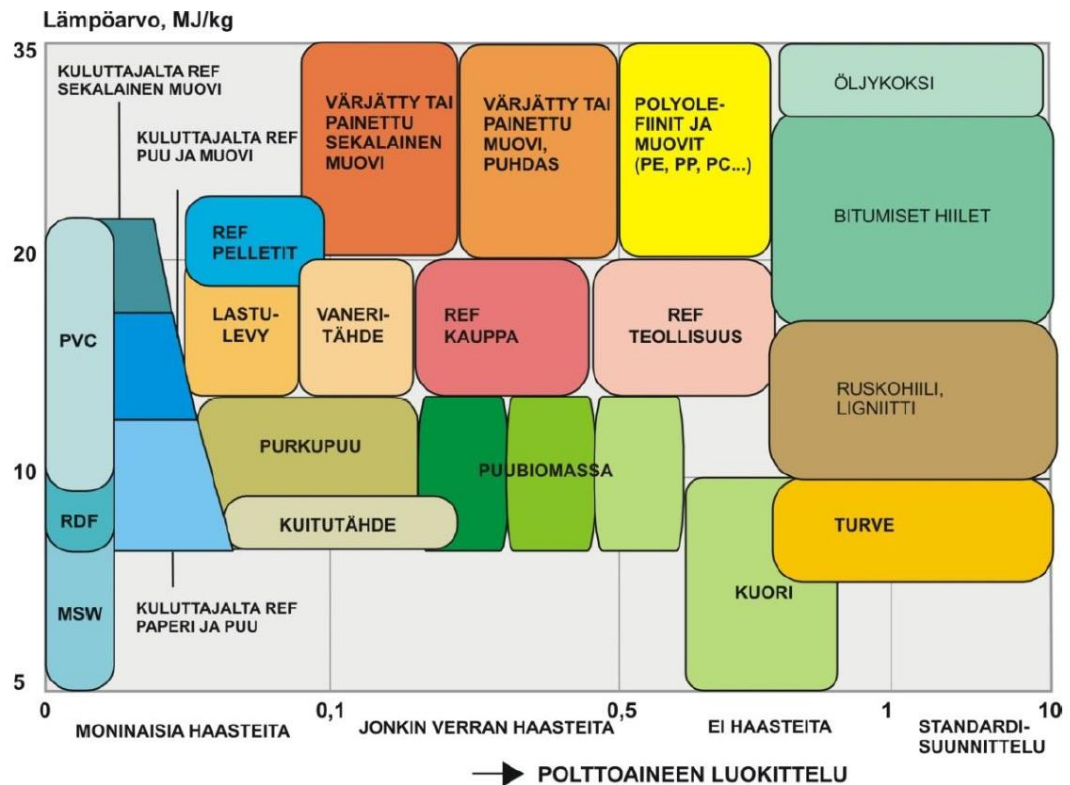 Lämpöarvo, MJ/kg
35
KULUTTAJALTA REF
SEKALAINEN MUOVI
KULUTTAJALTA REF
PUU JA MUOVI
VÄRJÄTTY TAI
PAINETTU
SEKALAINEN
MUOVI
VÄRJÄTTY TAI
PAINETTU
MUOVI,
PUHDAS
POLYOLE-
FIINIT JA
MUOVIT
(PE, PP, PC...)
ÖLJYKOKSI
BITUMISET HIILET
REF
PELLETIT
20
LASTU-
LEVY
VANERI-
TÄHDE
REF
KAUPPA
REF
TEOLLISUUS
PVC
RUSKOHIILI,
LIGNIITTI
PURKUPUU
PUUBIOMASSA
10
RDF
KUITUTÄHDE
TURVE
MSW
KULUTTAJALTA REF
PAPERI JA PUU
KUORI
5
0
0,1
0,5
1
10
MONINAISIA HAASTEITA
JONKIN VERRAN HAASTEITA
EI HAASTEITA
STANDARDI-
SUUNNITTELU
POLTTOAINEEN LUOKITTELU